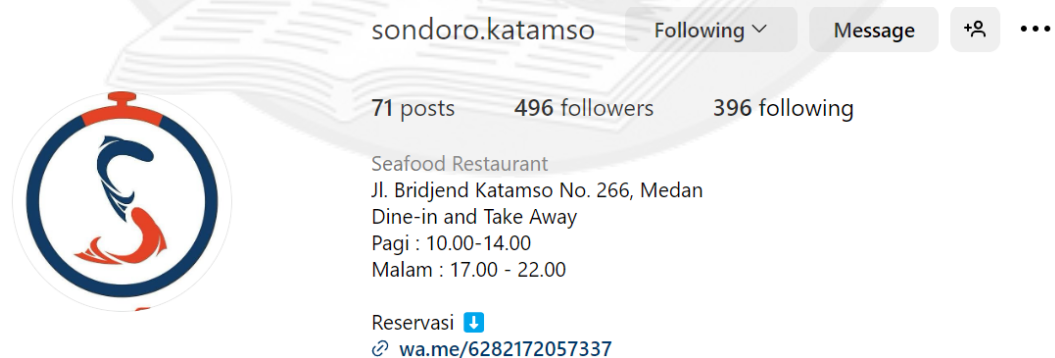 sondoro.katamso Following Message
71 posts 496 followers 396 following
Seafood Restaurant
Jl. Bridjend Katamso No. 266, Medan
Dine-in and Take Away
Pagi : 10.00-14.00
Malam : 17.00 - 22.00
Reservasi ⬇️
wa.me/6282172057337